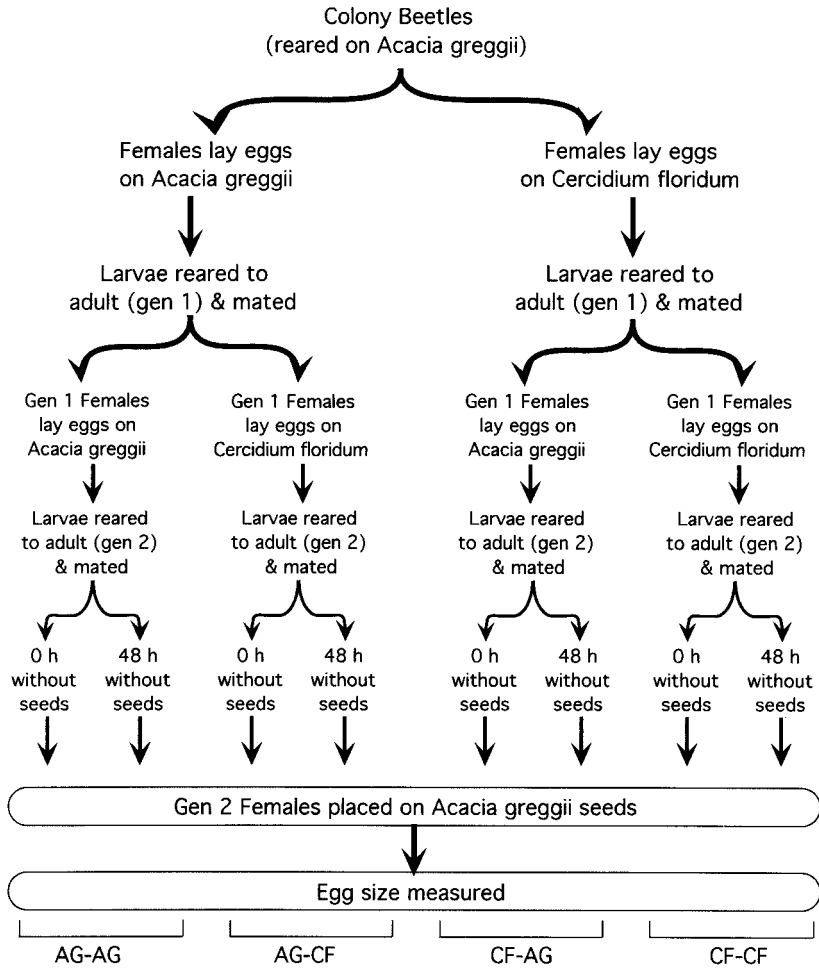 Colony Beetles
(reared on Acacia greggii)
Females lay eggs
on Acacia greggii
Females lay eggs
on Cercidium floridum
Larvae reared to
adult (gen 1) & mated
Larvae reared to
adult (gen 1) & mated
Gen 1 Females
lay eggs on
Acacia greggii
Gen 1 Females
lay eggs on
Cercidium floridum
Gen 1 Females
lay eggs on
Acacia greggii
Gen 1 Females
lay eggs on
Cercidium floridum
Larvae reared
to adult (gen 2)
& mated
Larvae reared
to adult (gen 2)
& mated
Larvae reared
to adult (gen 2)
& mated
Larvae reared
to adult (gen 2)
& mated
0 h
without
seeds
48 h
without
seeds
0 h
without
seeds
48 h
without
seeds
0 h
without
seeds
48 h
without
seeds
0 h
without
seeds
48 h
without
seeds
Gen 2 Females placed on Acacia greggii seeds
Egg size measured
AG-AG
AG-CF
CF-AG
CF-CF